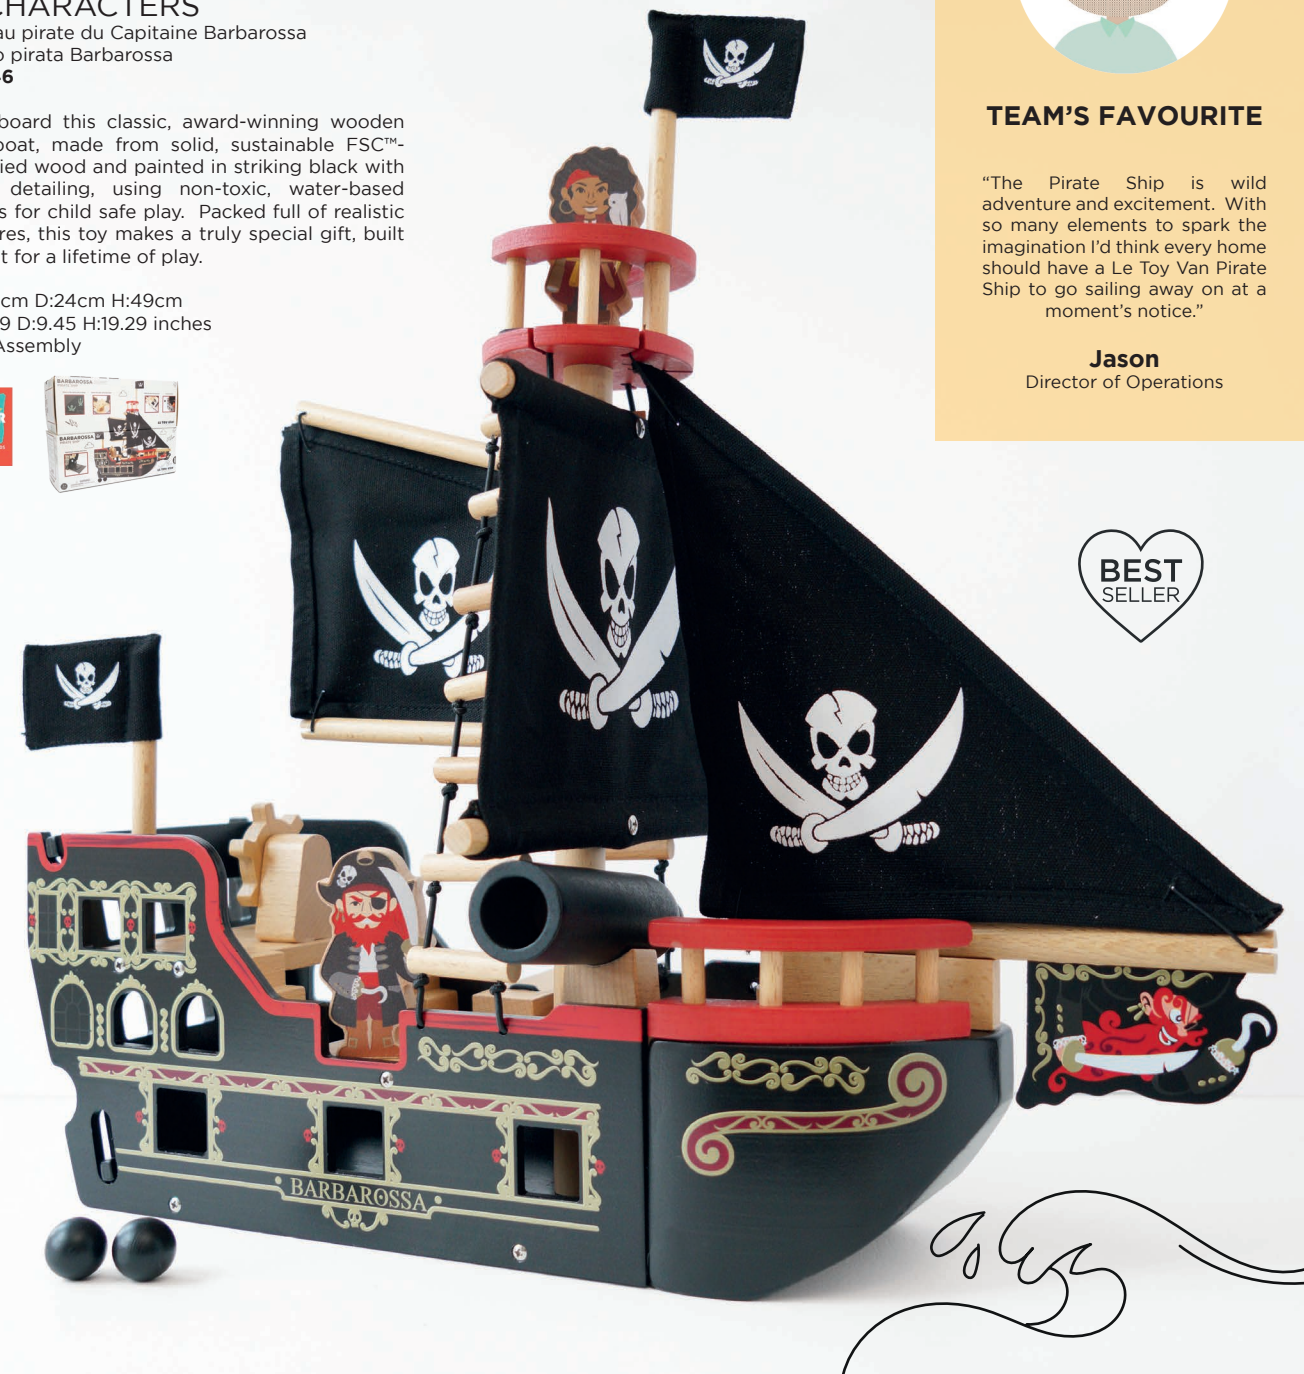 CHARACTERS
au pirate du Capitaine Barbarossa
o pirata Barbarossa
6
board this classic, award-winning wooden
boat, made from solid, sustainable FSC™-
ied wood and painted in striking black with
detailing, using non-toxic, water-based
s for child safe play. Packed full of realistic
res, this toy makes a truly special gift, built
t for a lifetime of play.
cm D:24cm H:49cm
9 D:9.45 H:19.29 inches
Assembly
BARBAROSSA
BARBAROSSA
TEAM'S FAVOURITE
“The Pirate Ship is wild
adventure and excitement. With
so many elements to spark the
imagination I’d think every home
should have a Le Toy Van Pirate
Ship to go sailing away on at a
moment’s notice.”
Jason
Director of Operations
BEST
SELLER
BARBAROSSA